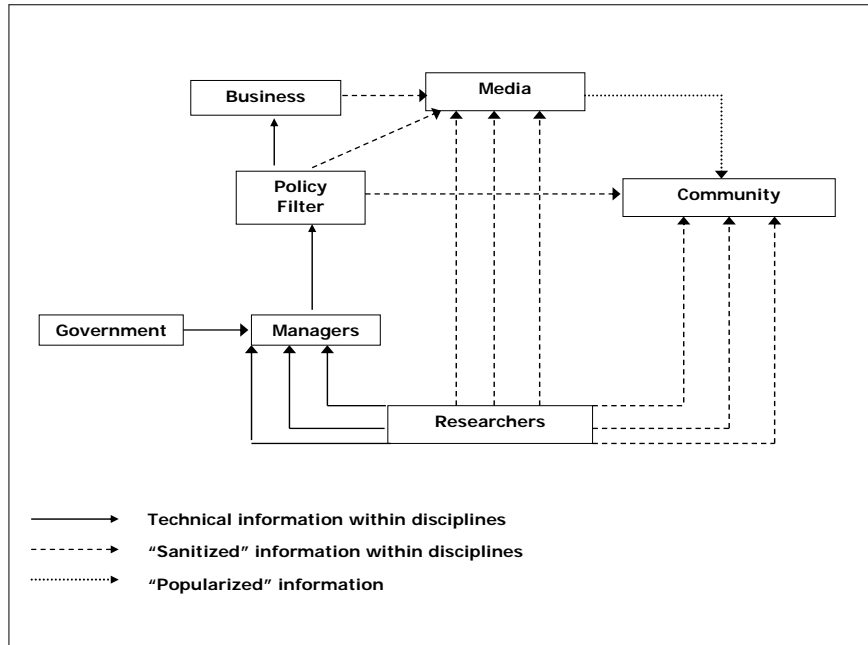 Business
Media
Policy
Filter
Community
Government
Managers
Researchers
Technical information within disciplines
“Sanitized” information within disciplines
“Popularized” information